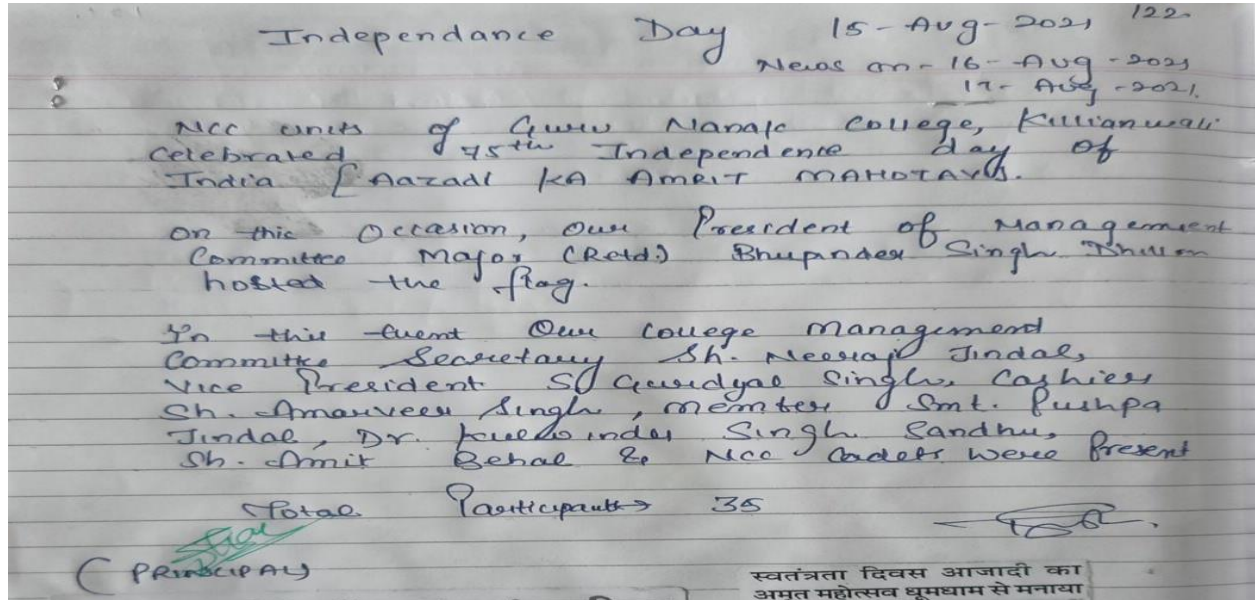 122.
Independance Day 15-Aug-2021
News on - 16-Aug-2021
17-Aug-2021.
NCC units of Guru Nanak College, Killianwali
celebrated 75th Independence day of
India [AAZADI KA AMRIT MAHOTAVS.
On this Occasion, our President of Management
Committee Major (Retd.) Bhupinder Singh Dhillon
hosted the flag.
In this event Our college management
Committee Secretary Sh. Neeraj Jindal,
Vice President S. Gurdyal Singh, Cashier
Sh. Amarveer Singh, member Smt. Pushpa
Jindal, Dr. Kulwinder Singh Sandhu,
Sh. Amit Behal & NCC Cadets were Present
Total Participants → 35
(PRINCIPAL)
स्वतंत्रता दिवस आजादी का
अमृत महोत्सव धूमधाम से मनाया